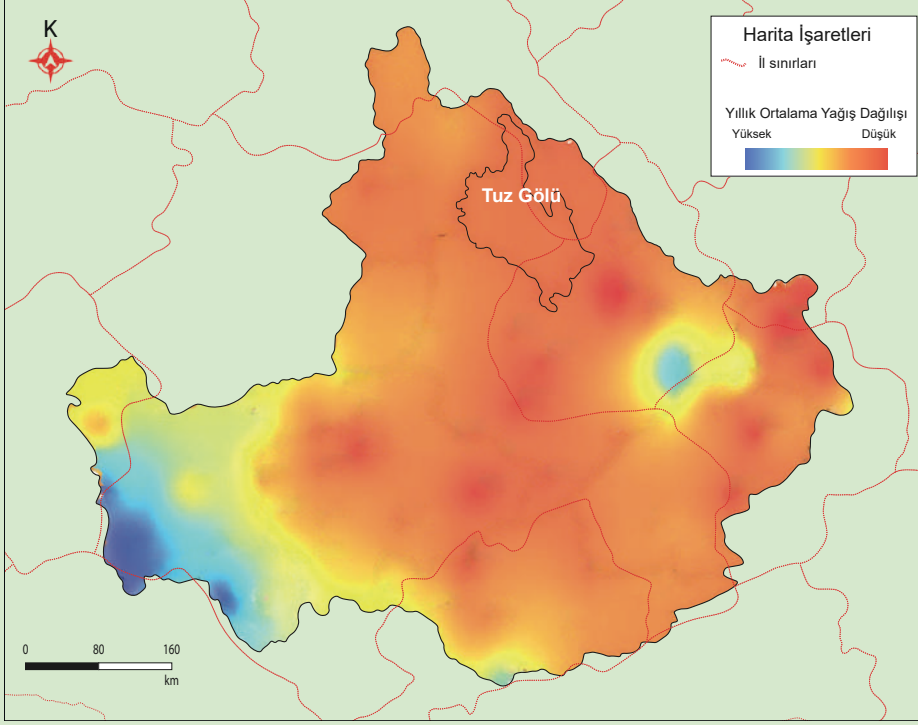 K
Harita İşaretleri
İl sınırları
Yıllık Ortalama Yağış Dağılışı
Yüksek Düşük
Tuz Gölü
0 80 160
km